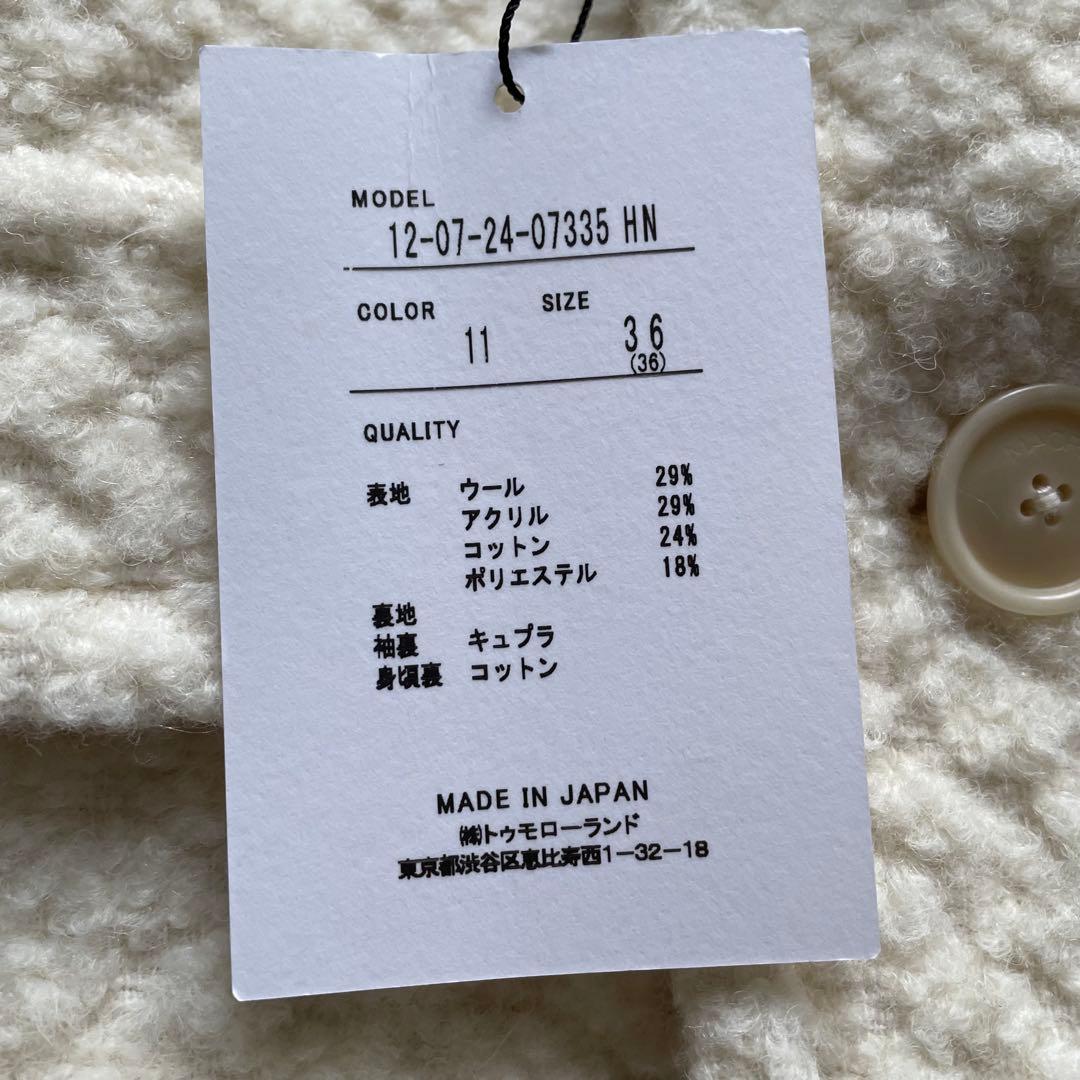 MODEL
12-07-24-07335 HN
COLOR SIZE
11 36
(36)
QUALITY
表地 ウール 29%
アクリル 29%
コットン 24%
ポリエステル 18%
裏地
袖裏 キュプラ
身頃裏 コットン
MADE IN JAPAN
㈱トゥモローランド
東京都渋谷区恵比寿西1-32-18